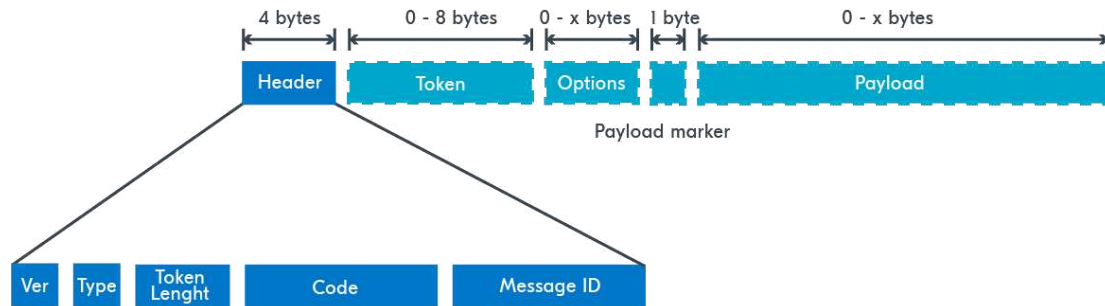 4 bytes
0 - 8 bytes
0 - x bytes
1 byte
0 - x bytes
Header
Token
Options
Payload
Payload marker
Ver
Type
Token
Lenght
Code
Message ID